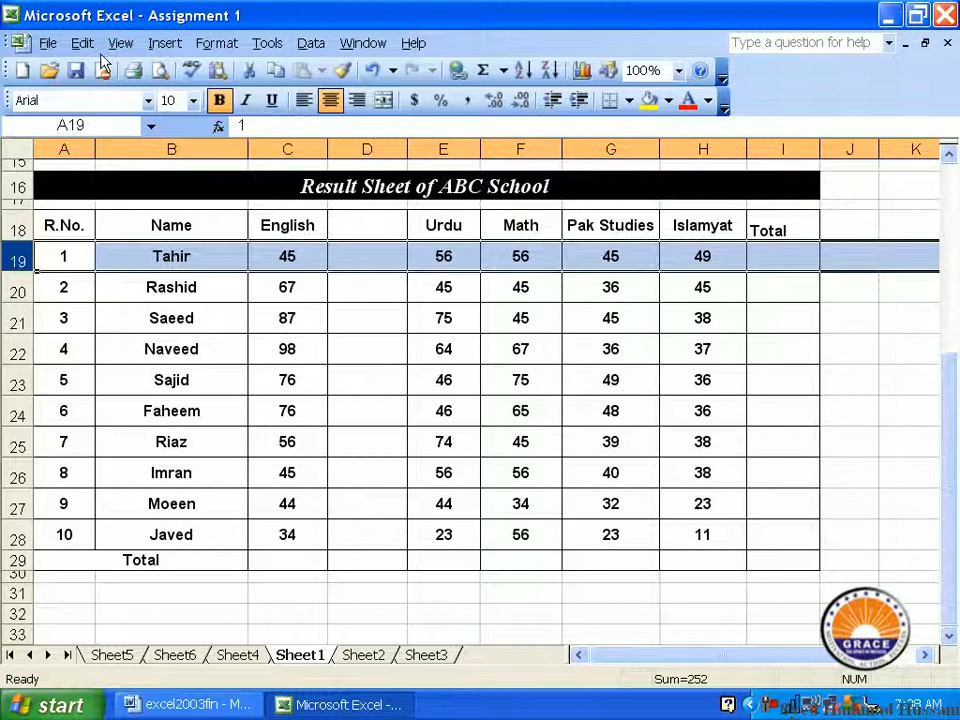 Microsoft Excel - Assignment 1
File Edit View Insert Format Tools Data Window Help Type a question for help
100%
Arial 10 B I U $ % ,
A19 fx 1
A B C D E F G H I J K
15
16 Result Sheet of ABC School
17
18 R.No. Name English Urdu Math Pak Studies Islamyat Total
19 1 Tahir 45 56 56 45 49
20 2 Rashid 67 45 45 36 45
21 3 Saeed 87 75 45 45 38
22 4 Naveed 98 64 67 36 37
23 5 Sajid 76 46 75 49 36
24 6 Faheem 76 46 65 48 36
25 7 Riaz 56 74 45 39 38
26 8 Imran 45 56 56 40 38
27 9 Moeen 44 44 34 32 23
28 10 Javed 34 23 56 23 11
29 Total
30
31
32
33
GRACE
Sheet5 Sheet6 Sheet4 Sheet1 Sheet2 Sheet3
Ready Sum=252 NUM
start excel2003fin - M... Microsoft Excel -...